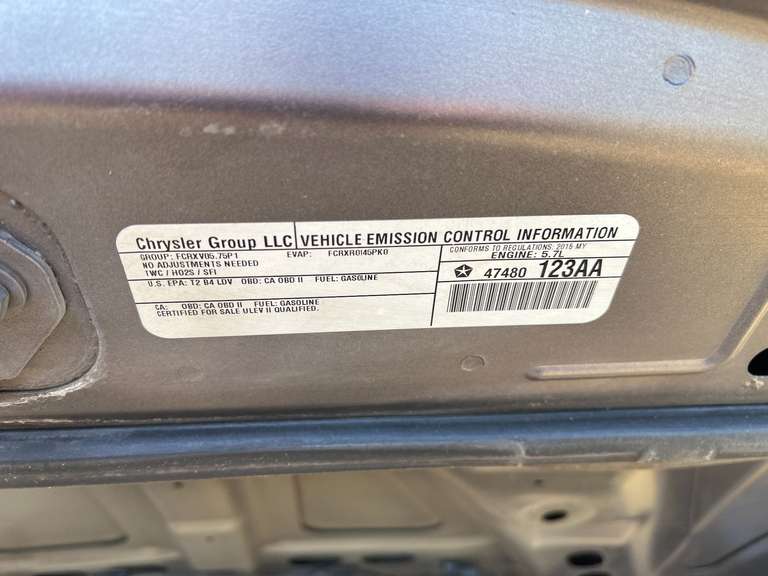 Chrysler Group LLC VEHICLE EMISSION CONTROL INFORMATION
GROUP: FCRXV05.75P1 EVAP: FCRXR0145PK0
CONFORMS TO REGULATIONS: 2015 MY
NO ADJUSTMENTS NEEDED
ENGINE: 5.7L
TWC / HO2S / SFI
47480 123AA
U.S. EPA: T2 B4 LDV OBD: CA OBD II FUEL: GASOLINE
CA: OBD: CA OBD II FUEL: GASOLINE
CERTIFIED FOR SALE ULEV II QUALIFIED.